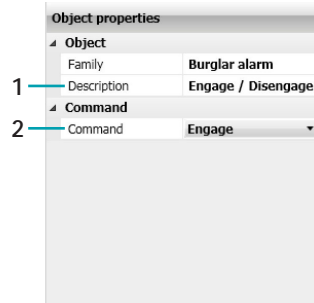 Object properties
Object
Family Burglar alarm
1 Description Engage / Disengage
Command
2 Command Engage